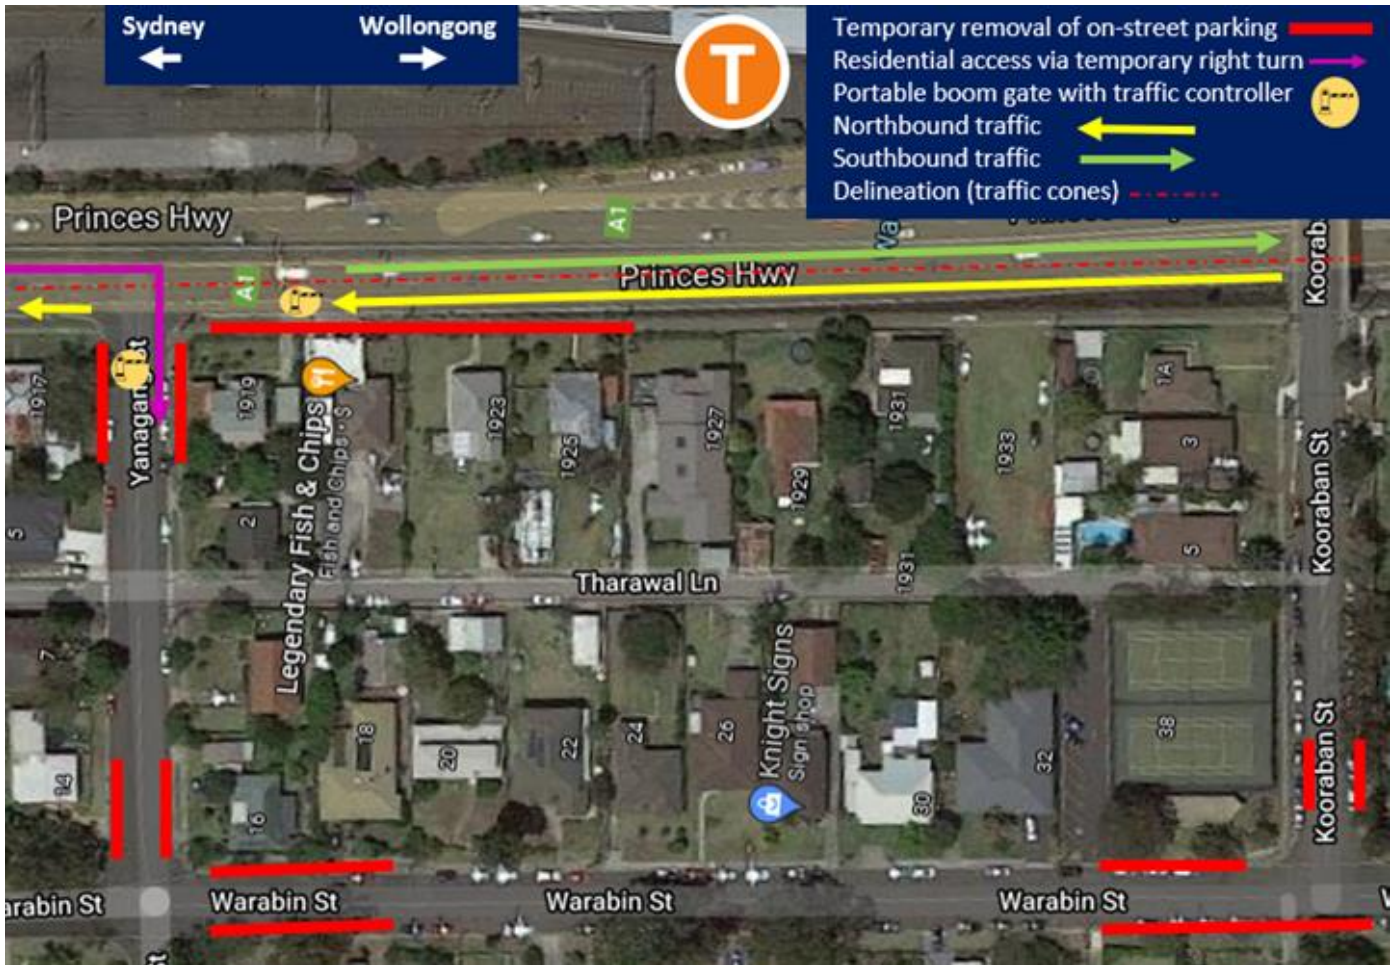 Sydney
Wollongong
T
Temporary removal of on-street parking
Residential access via temporary right turn
Portable boom gate with traffic controller
Northbound traffic
Southbound traffic
Delineation (traffic cones)
Princes Hwy
A1
Wa
Koorab
A1
Princes Hwy
1917
Yanagang St
1919
Legendary Fish & Chips
Fish and Chips • $
1923
1925
1927
1929
1931
1933
1A
3
Kooraban St
5
2
5
Tharawal Ln
1931
7
14
16
18
20
22
24
26
Knight Signs
Sign shop
30
32
38
Kooraban St
arabin St
Warabin St
Warabin St
Warabin St
St